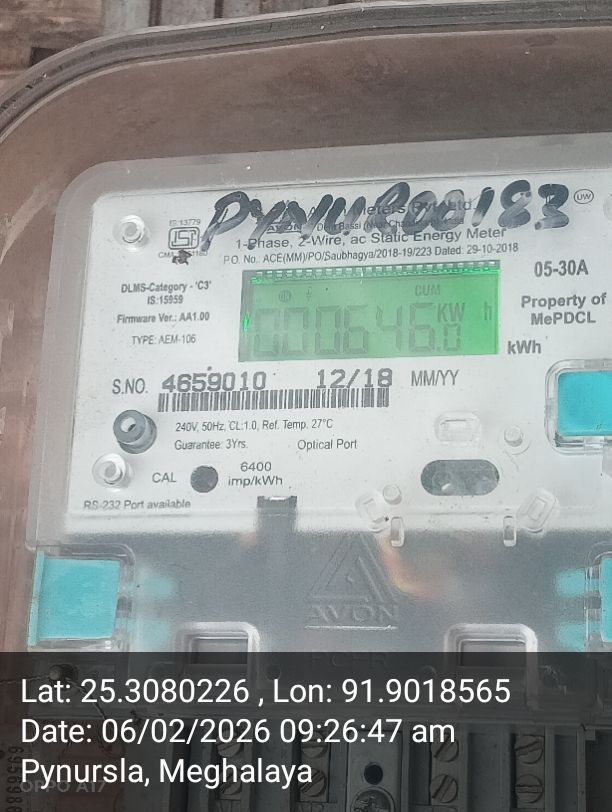 PYNUR 183
IS:13779
ISI
AVON Meters Pvt. Ltd.
UW
1-Phase, 2-Wire, ac Static Energy Meter
P.O. No. ACE(MM)/PO/Saubhagya/2018-19/223 Dated: 29-10-2018
DLMS-Category - 'C3'
IS:15959
Firmware Ver.: AA1.00
TYPE: AEM-106
CUM
000646.0 KW h
kWh
05-30A
Property of
MePDCL
S.NO. 4659010 12/18 MM/YY
240V, 50Hz, CL:1.0, Ref. Temp. 27°C
Guarantee: 3Yrs. Optical Port
CAL 6400
imp/kWh
RS-232 Port available
AVON
Lat: 25.3080226 , Lon: 91.9018565
Date: 06/02/2026 09:26:47 am
Pynursla, Meghalaya
OPPO A17